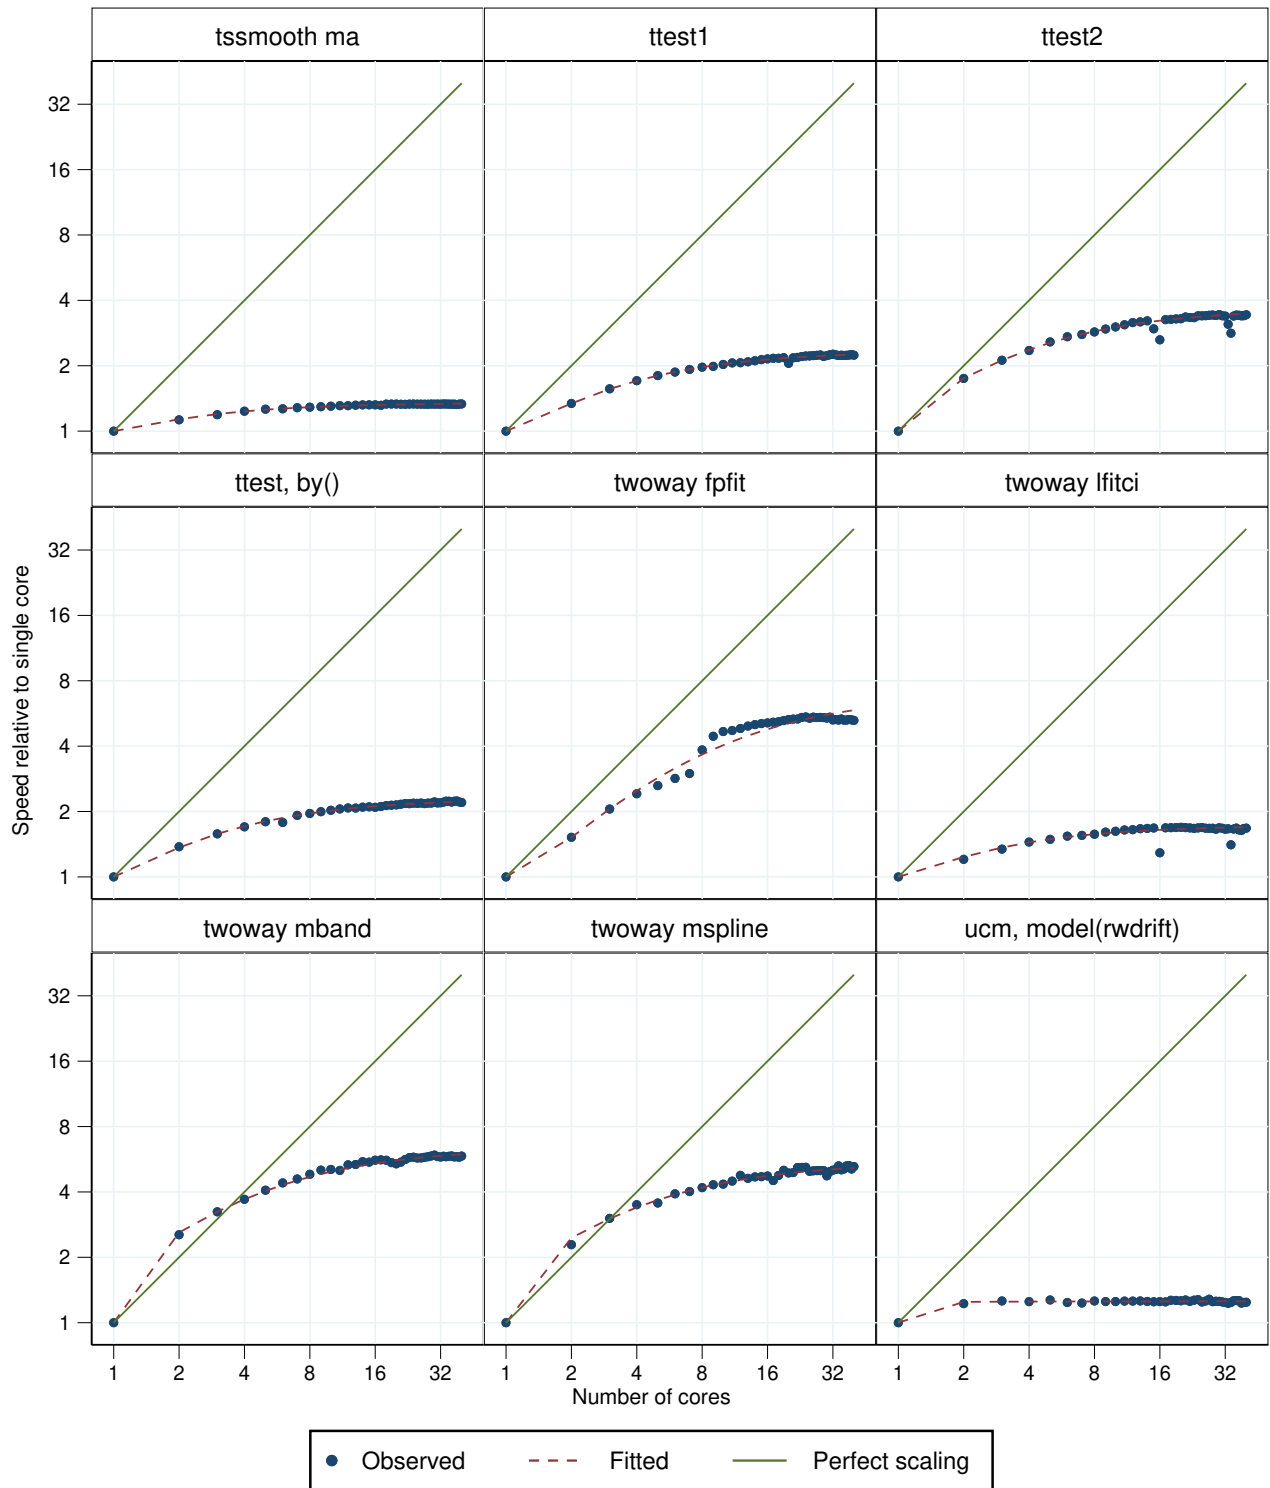 tssmooth ma
ttest1
ttest2
32
16
8
4
2
1
ttest, by()
twoway fpfit
twoway lfitci
32
16
8
4
2
1
Speed relative to single core
twoway mband
twoway mspline
ucm, model(rwdrift)
32
16
8
4
2
1
1 2 4 8 16 32 1 2 4 8 16 32 1 2 4 8 16 32
Number of cores
Observed Fitted Perfect scaling